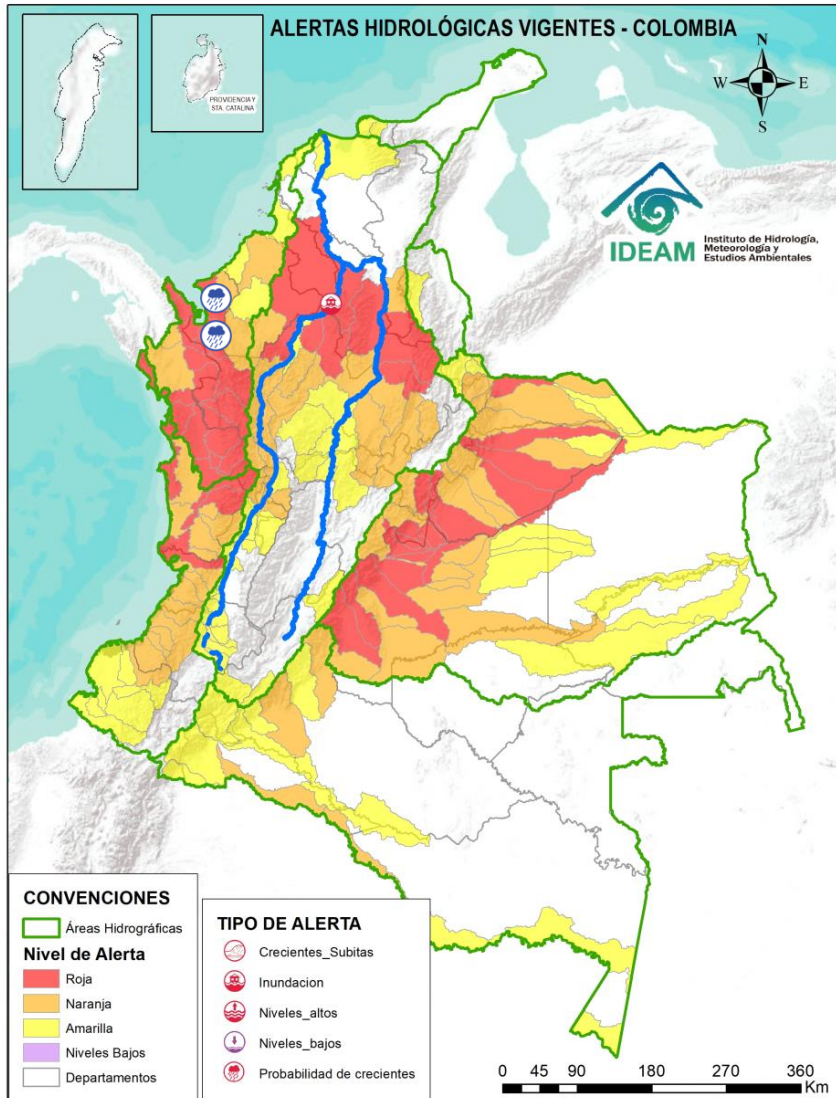 ALERTAS HIDROLÓGICAS VIGENTES - COLOMBIA
PROVIDENCIA Y
STA. CATALINA
N
W
E
S
IDEAM
Instituto de Hidrología,
Meteorología y
Estudios Ambientales
CONVENCIONES
Áreas Hidrográficas
Nivel de Alerta
Roja
Naranja
Amarilla
Niveles Bajos
Departamentos
TIPO DE ALERTA
Crecientes_Subitas
Inundacion
Niveles_altos
Niveles_bajos
Probabilidad de crecientes
0 45 90 180 270 360
Km